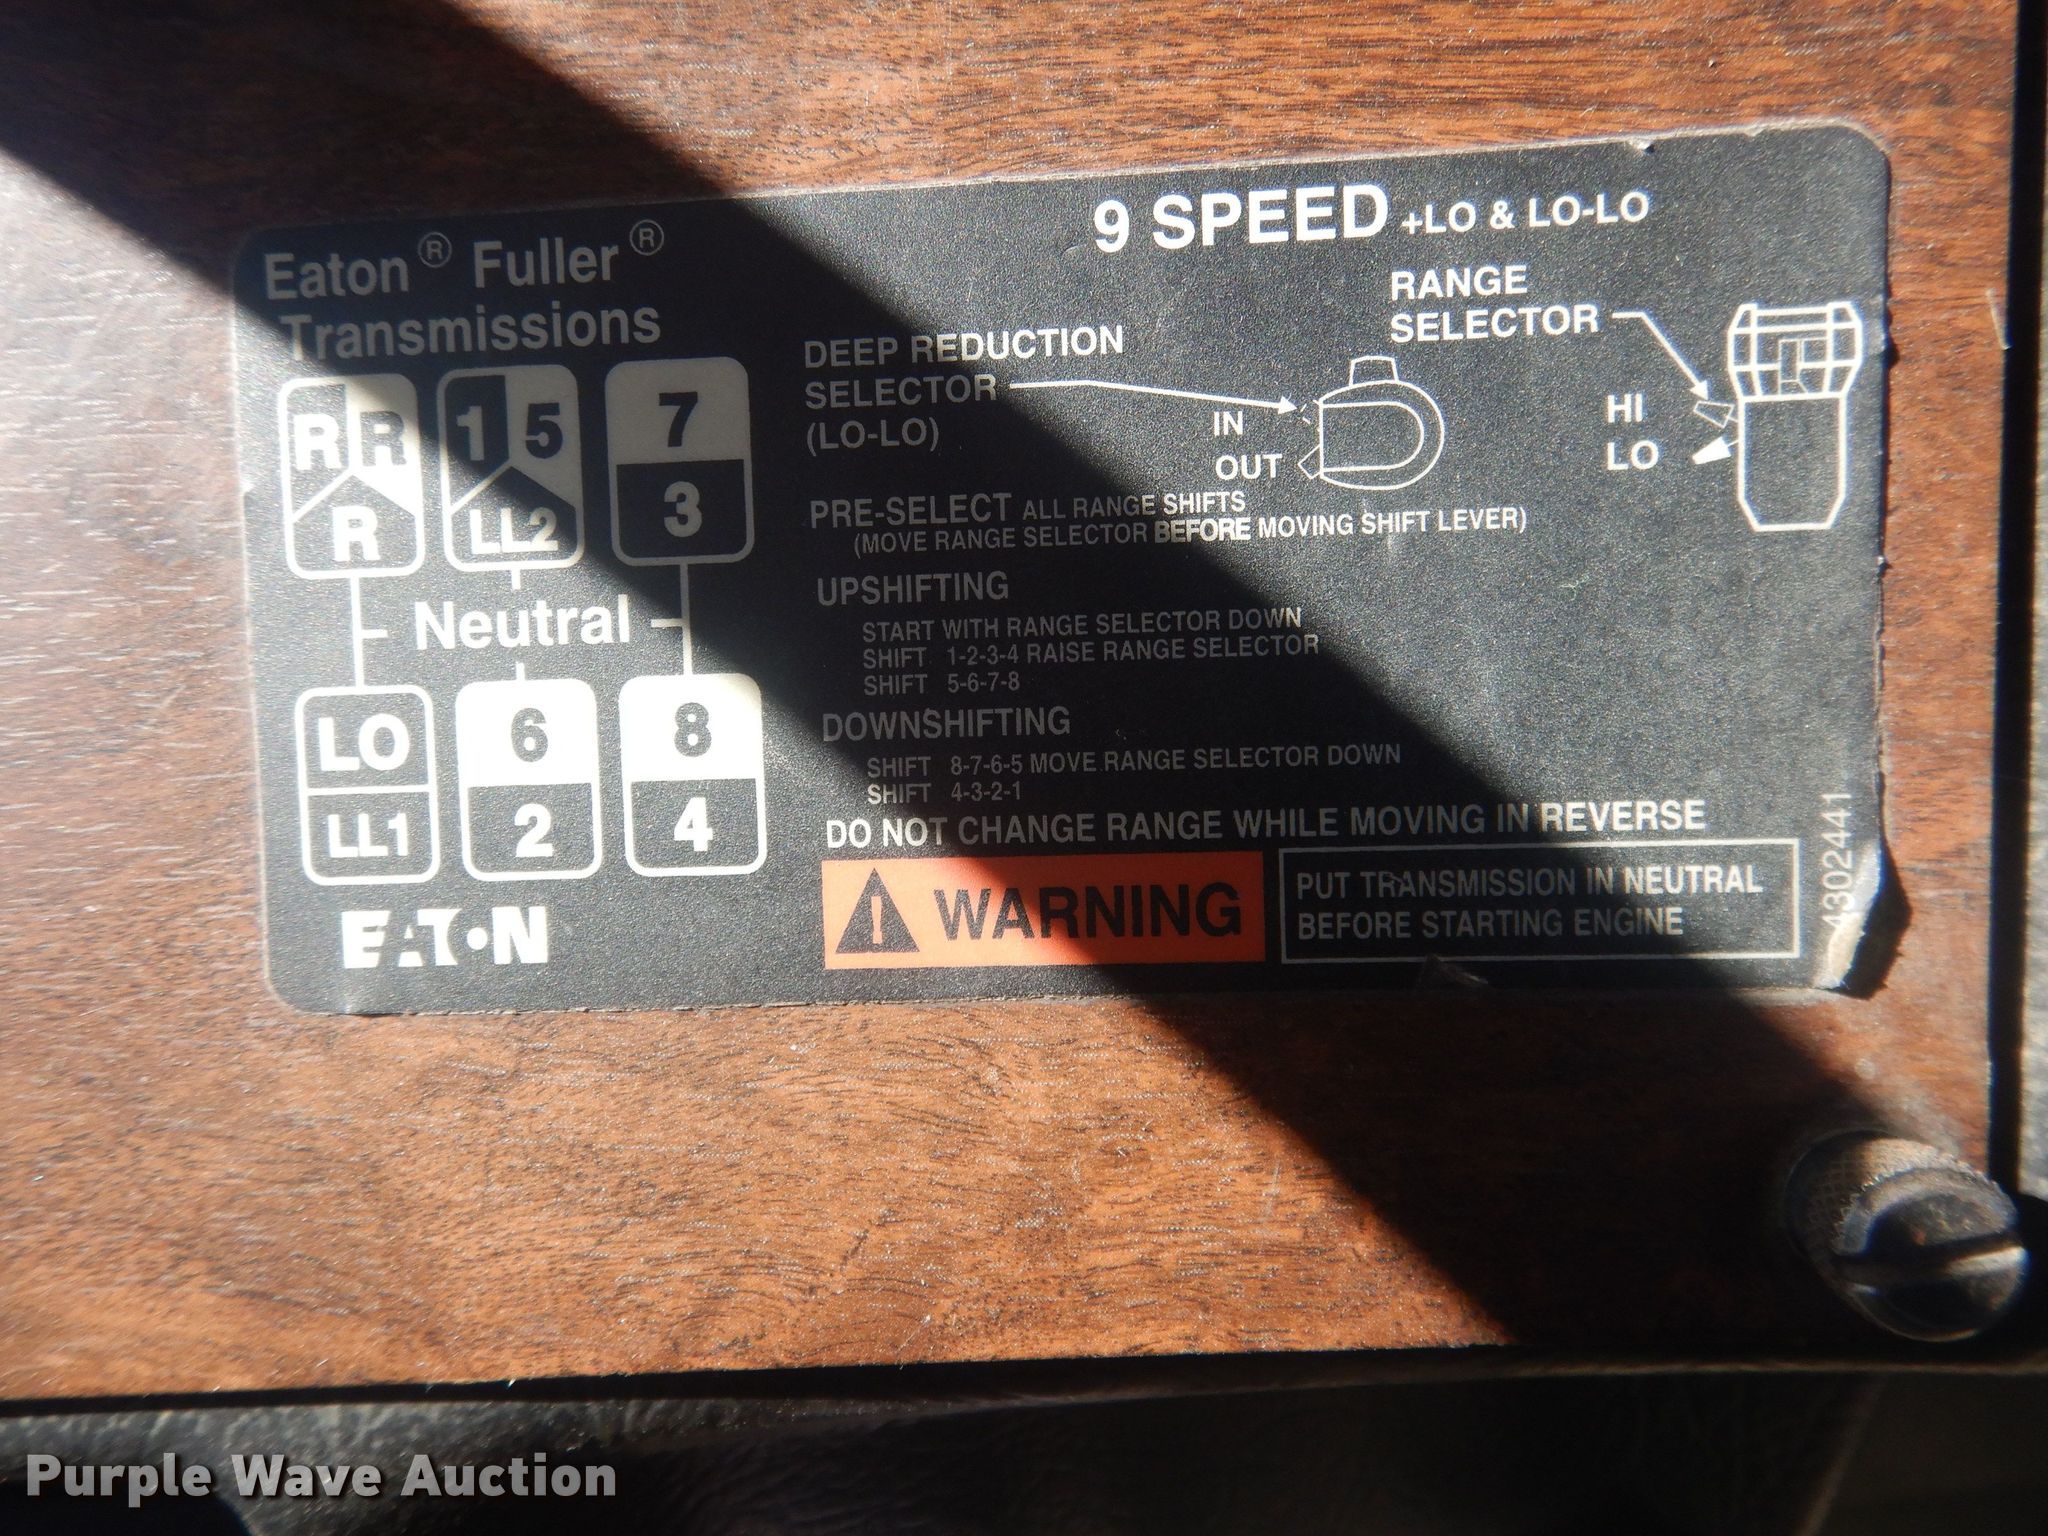 Eaton® Fuller®
Transmissions
9 SPEED +LO & LO-LO
R R
R
1 5
LL2
7
3
Neutral
LO
LL1
6
2
8
4
EATON
DEEP REDUCTION
SELECTOR
(LO-LO)
IN
OUT
RANGE
SELECTOR
HI
LO
PRE-SELECT ALL RANGE SHIFTS
(MOVE RANGE SELECTOR BEFORE MOVING SHIFT LEVER)
UPSHIFTING
START WITH RANGE SELECTOR DOWN
SHIFT 1-2-3-4 RAISE RANGE SELECTOR
SHIFT 5-6-7-8
DOWNSHIFTING
SHIFT 8-7-6-5 MOVE RANGE SELECTOR DOWN
SHIFT 4-3-2-1
DO NOT CHANGE RANGE WHILE MOVING IN REVERSE
! WARNING
PUT TRANSMISSION IN NEUTRAL
BEFORE STARTING ENGINE
4302441
Purple Wave Auction